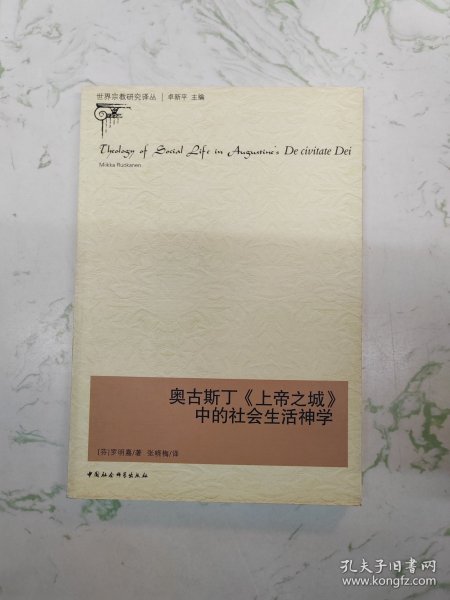 世界宗教研究译丛 | 卓新平 主编
Theology of Social Life in Augustine's De civitate Dei
Miikka Ruokanen
奥古斯丁《上帝之城》
中的社会生活神学
[芬]罗明嘉/著 张晓梅/译
中国社会科学出版社
孔夫子旧书网
www.kongfz.com